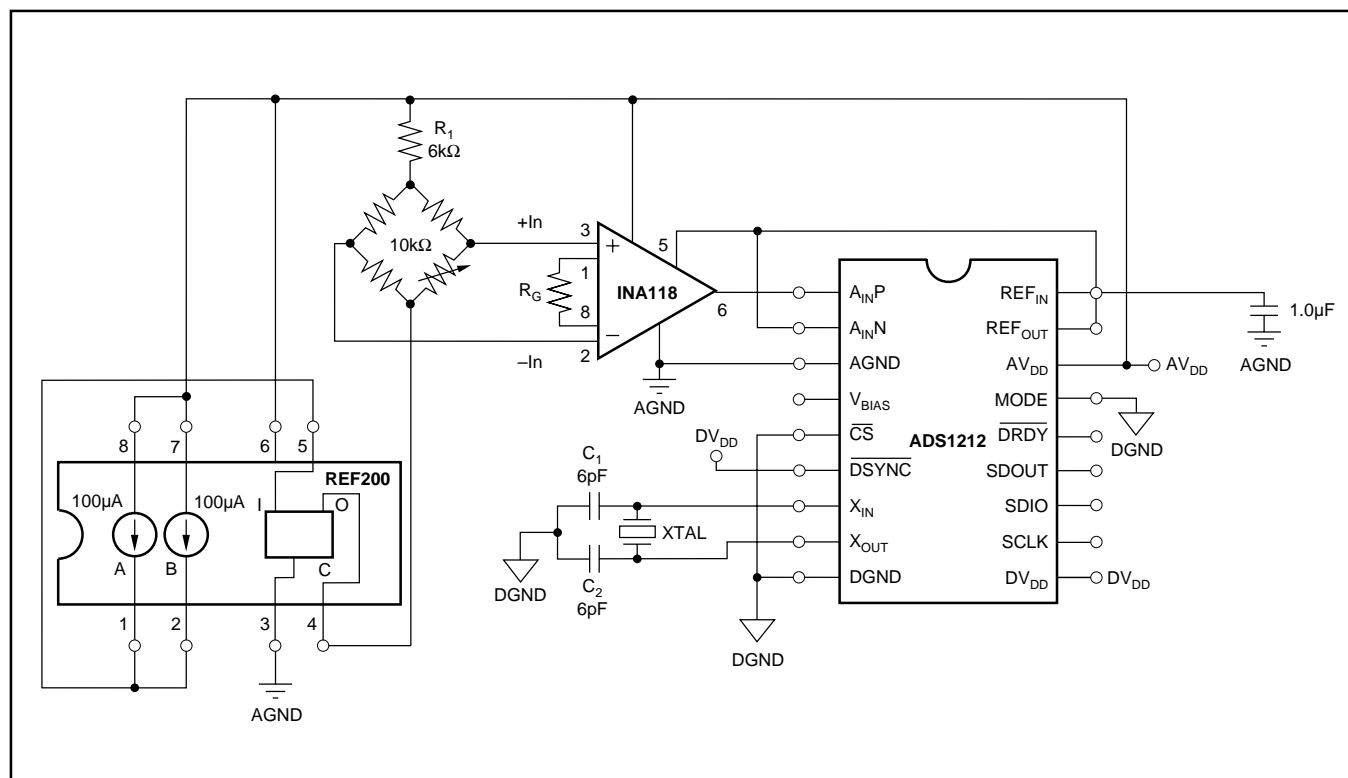 R1
6kΩ
10kΩ
+In
–In
3
+
1
RG
8
–
2
5
6
INA118
AGND
REF200
8
7
6
5
100µA
100µA
I
O
A
B
C
1
2
3
4
AGND
ADS1212
AINP
AINN
AGND
VBIAS
CS
DSYNC
XIN
XOUT
DGND
REFIN
REFOUT
AVDD
MODE
DRDY
SDOUT
SDIO
SCLK
DVDD
1.0µF
AGND
AVDD
DGND
DVDD
DVDD
C1
6pF
XTAL
C2
6pF
DGND
DGND